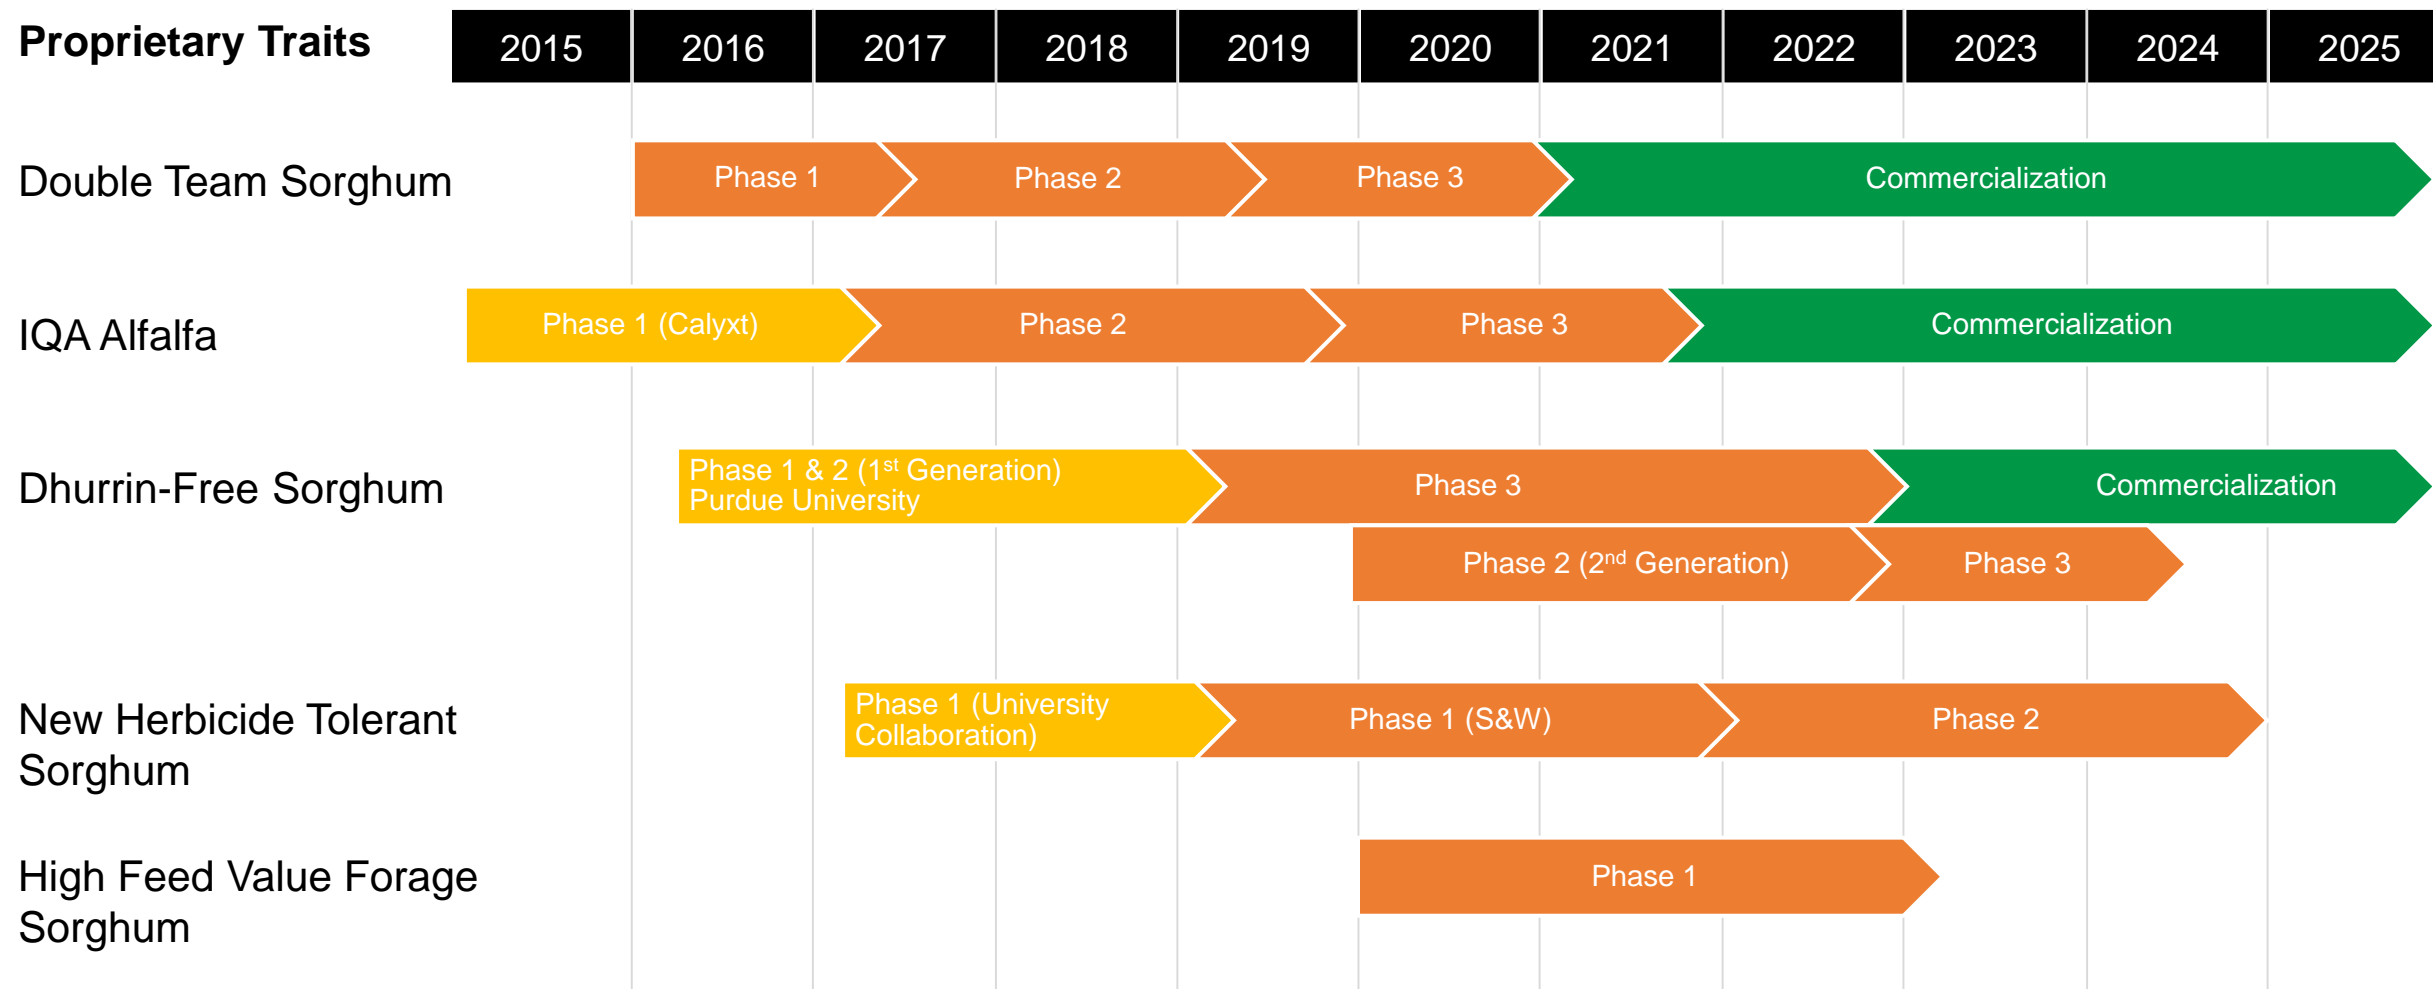 Proprietary Traits
2015 2016 2017 2018 2019 2020 2021 2022 2023 2024 2025
Double Team Sorghum
Phase 1 Phase 2 Phase 3 Commercialization
IQA Alfalfa
Phase 1 (Calyxt) Phase 2 Phase 3 Commercialization
Dhurrin-Free Sorghum
Phase 1 & 2 (1st Generation)
Purdue University
Phase 3 Commercialization
Phase 2 (2nd Generation) Phase 3
New Herbicide Tolerant
Sorghum
Phase 1 (University
Collaboration)
Phase 1 (S&W) Phase 2
High Feed Value Forage
Sorghum
Phase 1